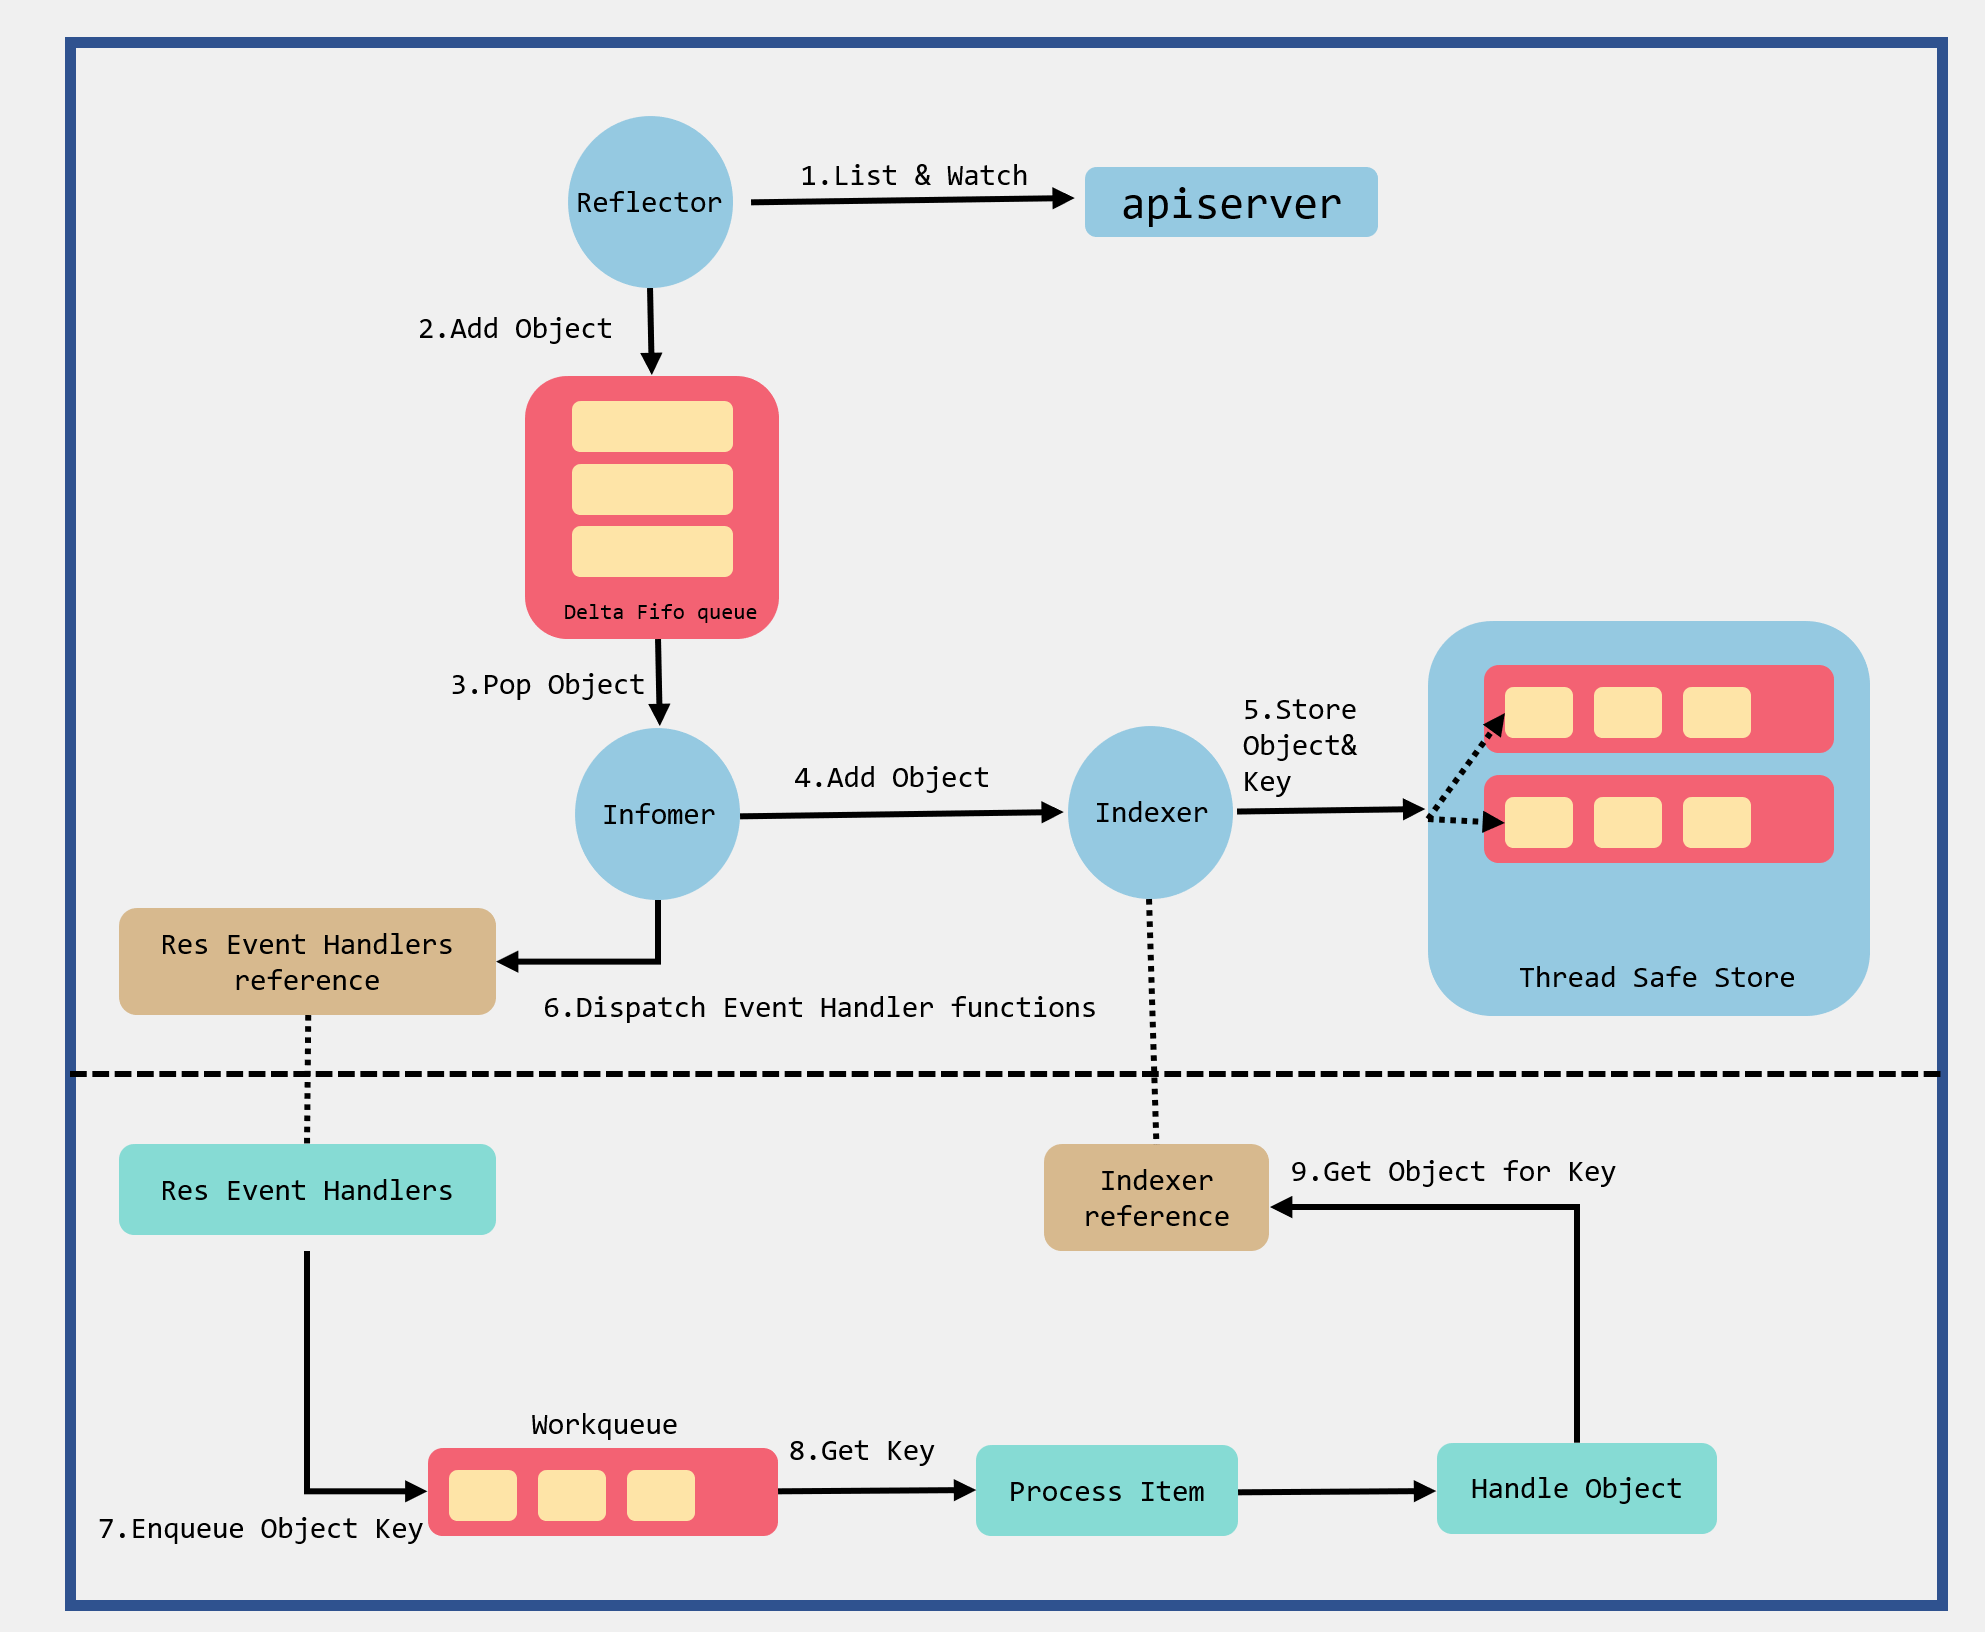 1.List & Watch
Reflector
apiserver
2.Add Object
Delta Fifo queue
3.Pop Object
5.Store
Object&
Key
4.Add Object
Infomer
Indexer
Res Event Handlers
reference
Thread Safe Store
6.Dispatch Event Handler functions
Res Event Handlers
Indexer
reference
9.Get Object for Key
Workqueue
8.Get Key
Process Item
Handle Object
7.Enqueue Object Key